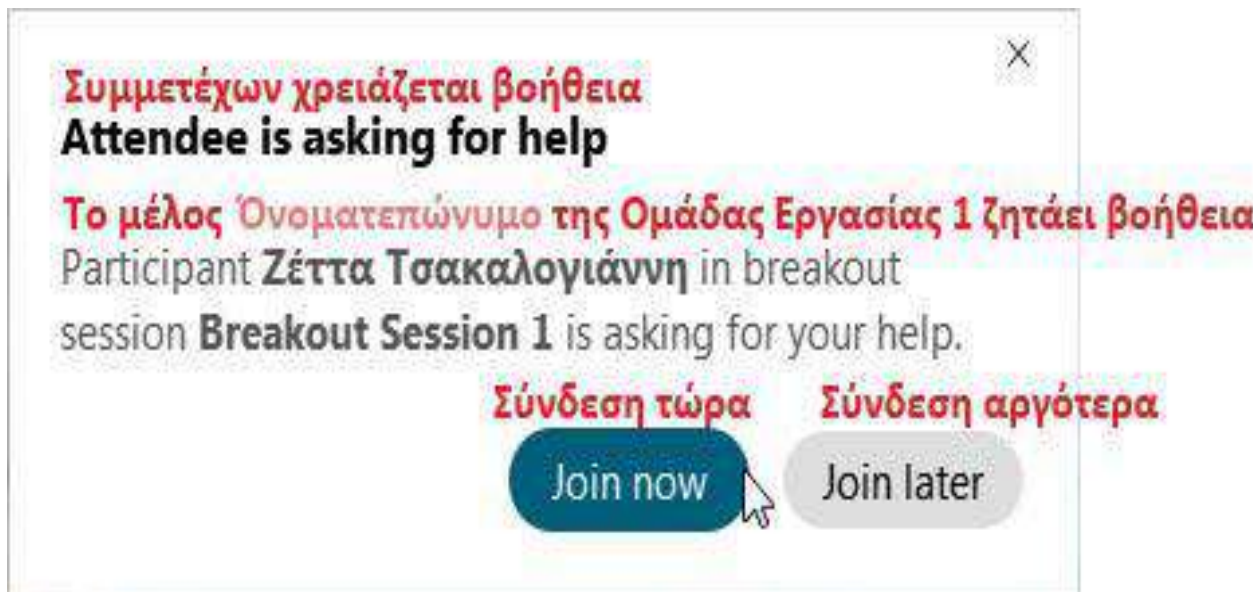 Συμμετέχων χρειάζεται βοήθεια
Attendee is asking for help
Το μέλος Όνοματεπώνυμο της Ομάδας Εργασίας 1 ζητάει βοήθεια
Participant Ζέττα Τσακαλογιάννη in breakout
session Breakout Session 1 is asking for your help.
Σύνδεση τώρα Σύνδεση αργότερα
Join now Join later